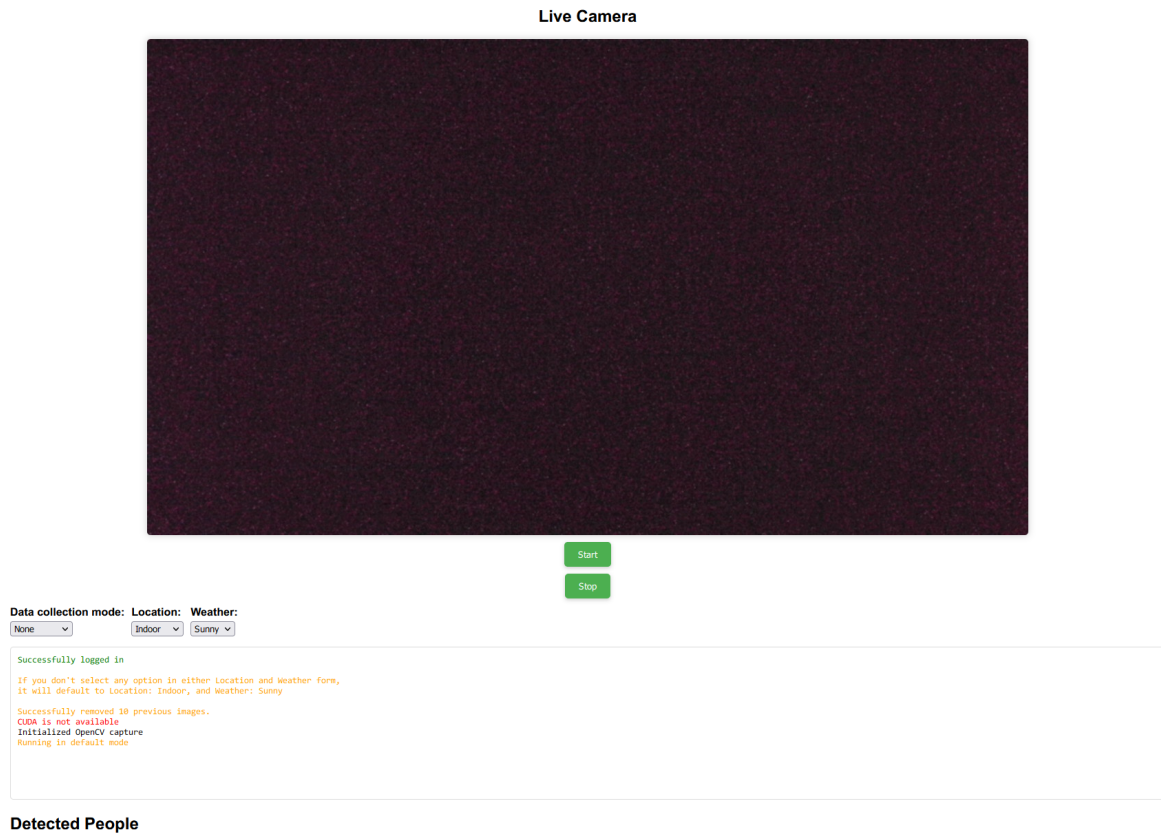 Live Camera
Start
Stop
Data collection mode: Location: Weather:
None Indoor Sunny
Successfully logged in
If you don't select any option in either Location and Weather form,
it will default to Location: Indoor, and Weather: Sunny
Successfully removed 10 previous images.
CUDA is not available
Initialized OpenCV capture
Running in default mode
Detected People